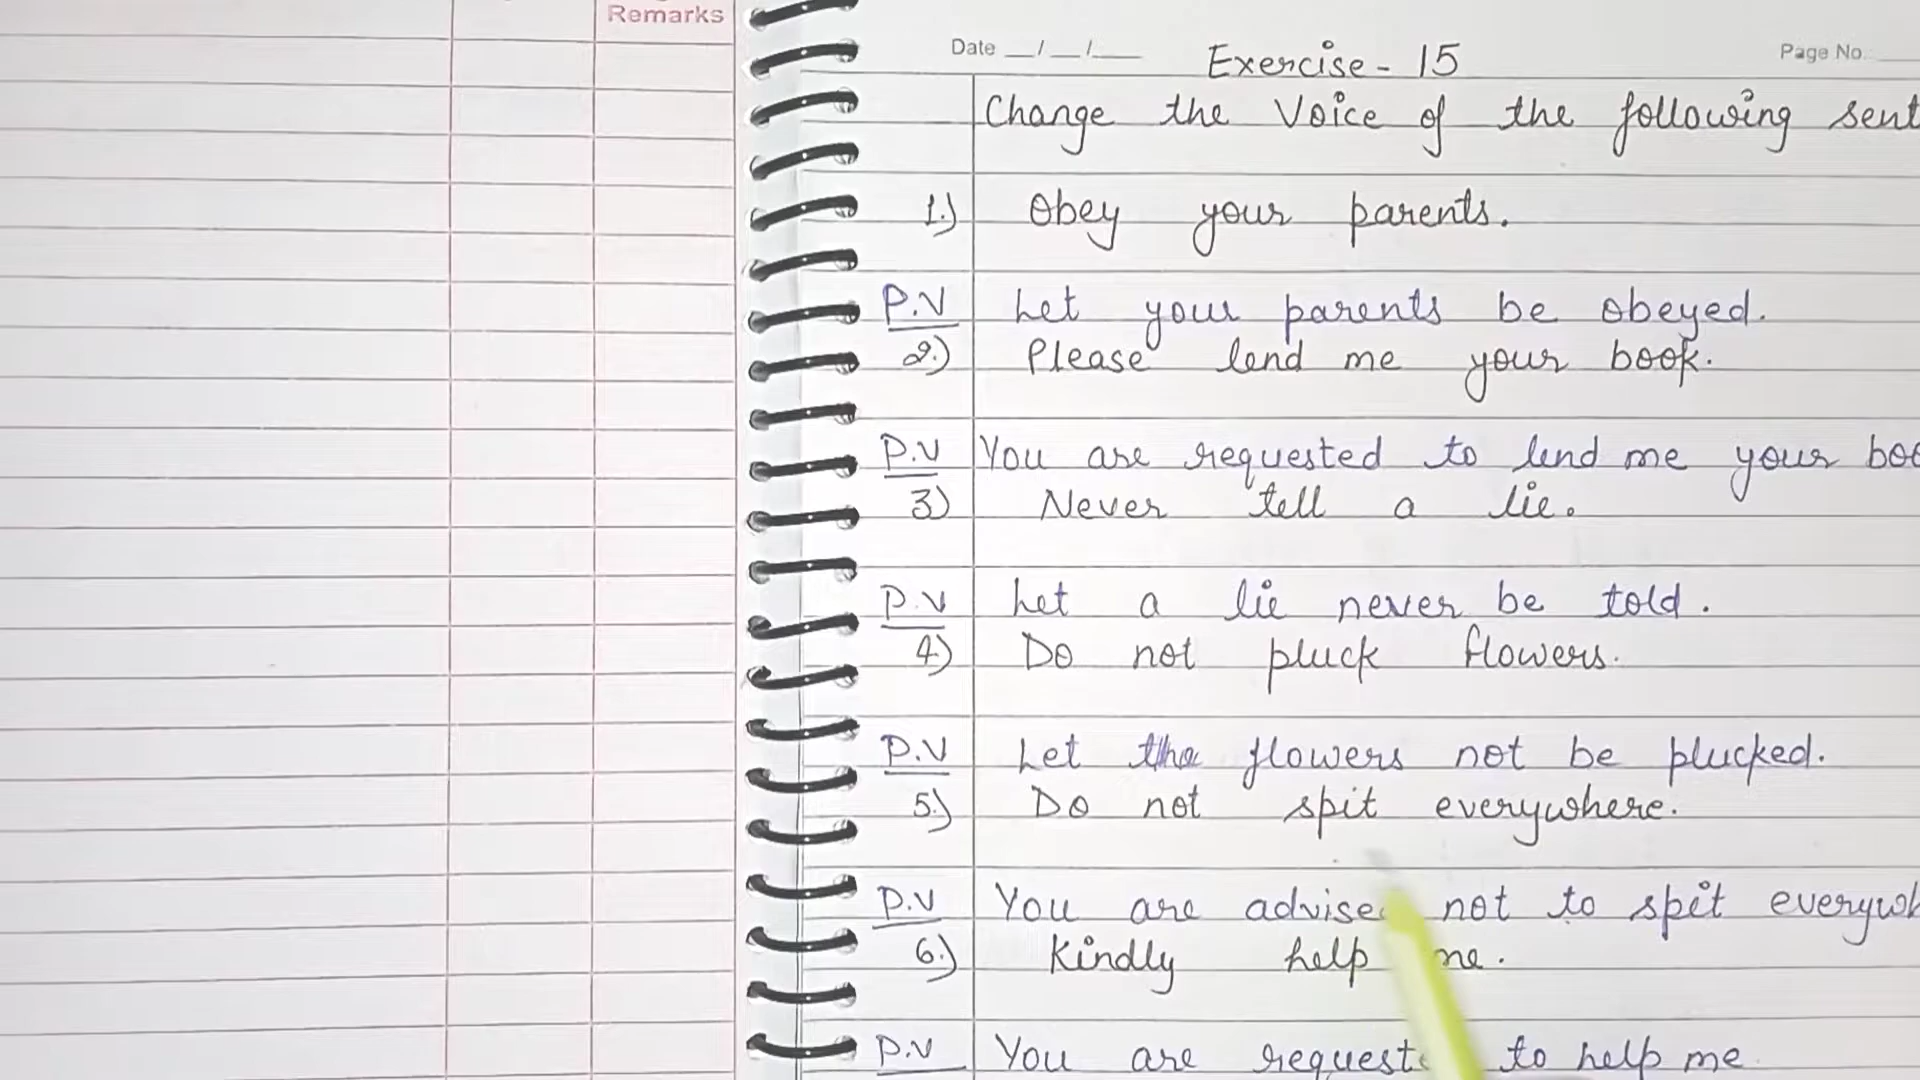 Remarks
Date __/__/___ Exercise - 15 Page No.
Change the Voice of the following sent
1.) Obey your parents.
P.V Let your parents be obeyed.
2.) Please lend me your book.
P.V You are requested to lend me your boo
3) Never tell a lie.
P.V Let a lie never be told.
4) Do not pluck flowers.
P.V Let the flowers not be plucked.
5.) Do not spit everywhere.
P.V You are advise not to spit everywh
6.) Kindly help me.
P.V You are requeste to help me